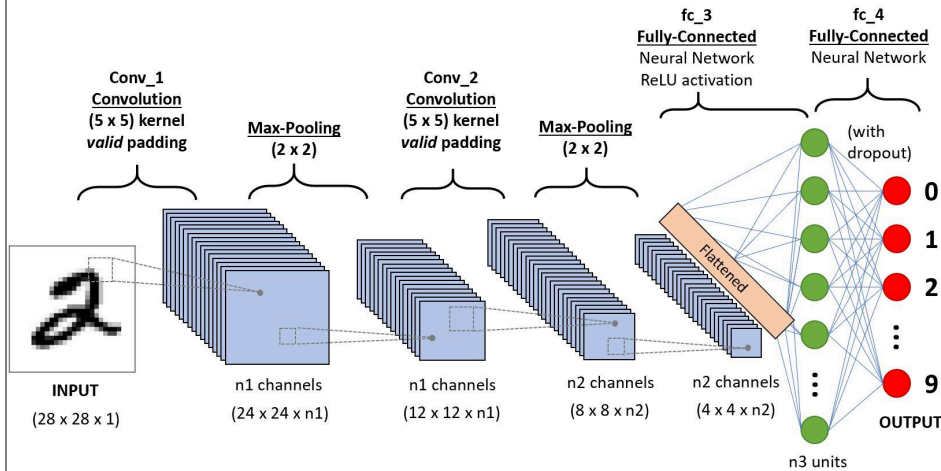 Conv_1
Convolution
(5 x 5) kernel
valid padding
Max-Pooling
(2 x 2)
Conv_2
Convolution
(5 x 5) kernel
valid padding
Max-Pooling
(2 x 2)
fc_3
Fully-Connected
Neural Network
ReLU activation
fc_4
Fully-Connected
Neural Network
(with
dropout)
Flattened
0
1
2
9
OUTPUT
2
INPUT
(28 x 28 x 1)
n1 channels
(24 x 24 x n1)
n1 channels
(12 x 12 x n1)
n2 channels
(8 x 8 x n2)
n2 channels
(4 x 4 x n2)
n3 units